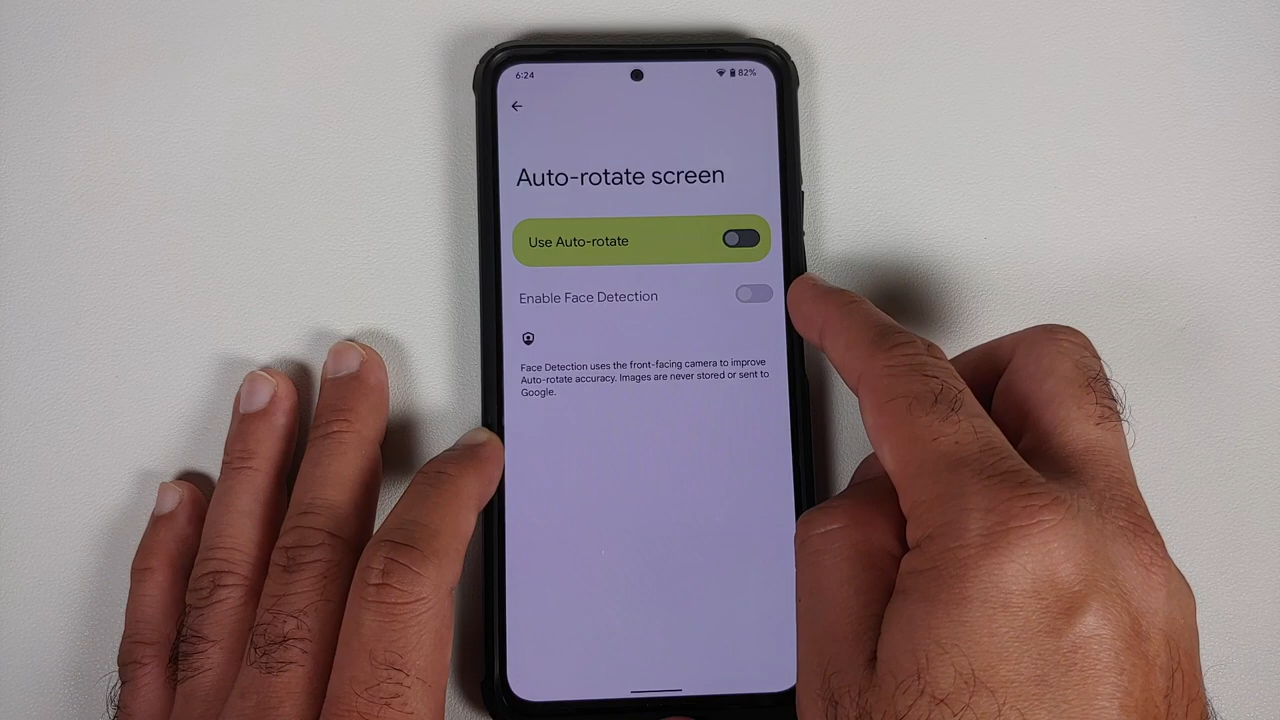 6:24 82%
Auto-rotate screen
Use Auto-rotate
Enable Face Detection
Face Detection uses the front-facing camera to improve
Auto-rotate accuracy. Images are never stored or sent to
Google.